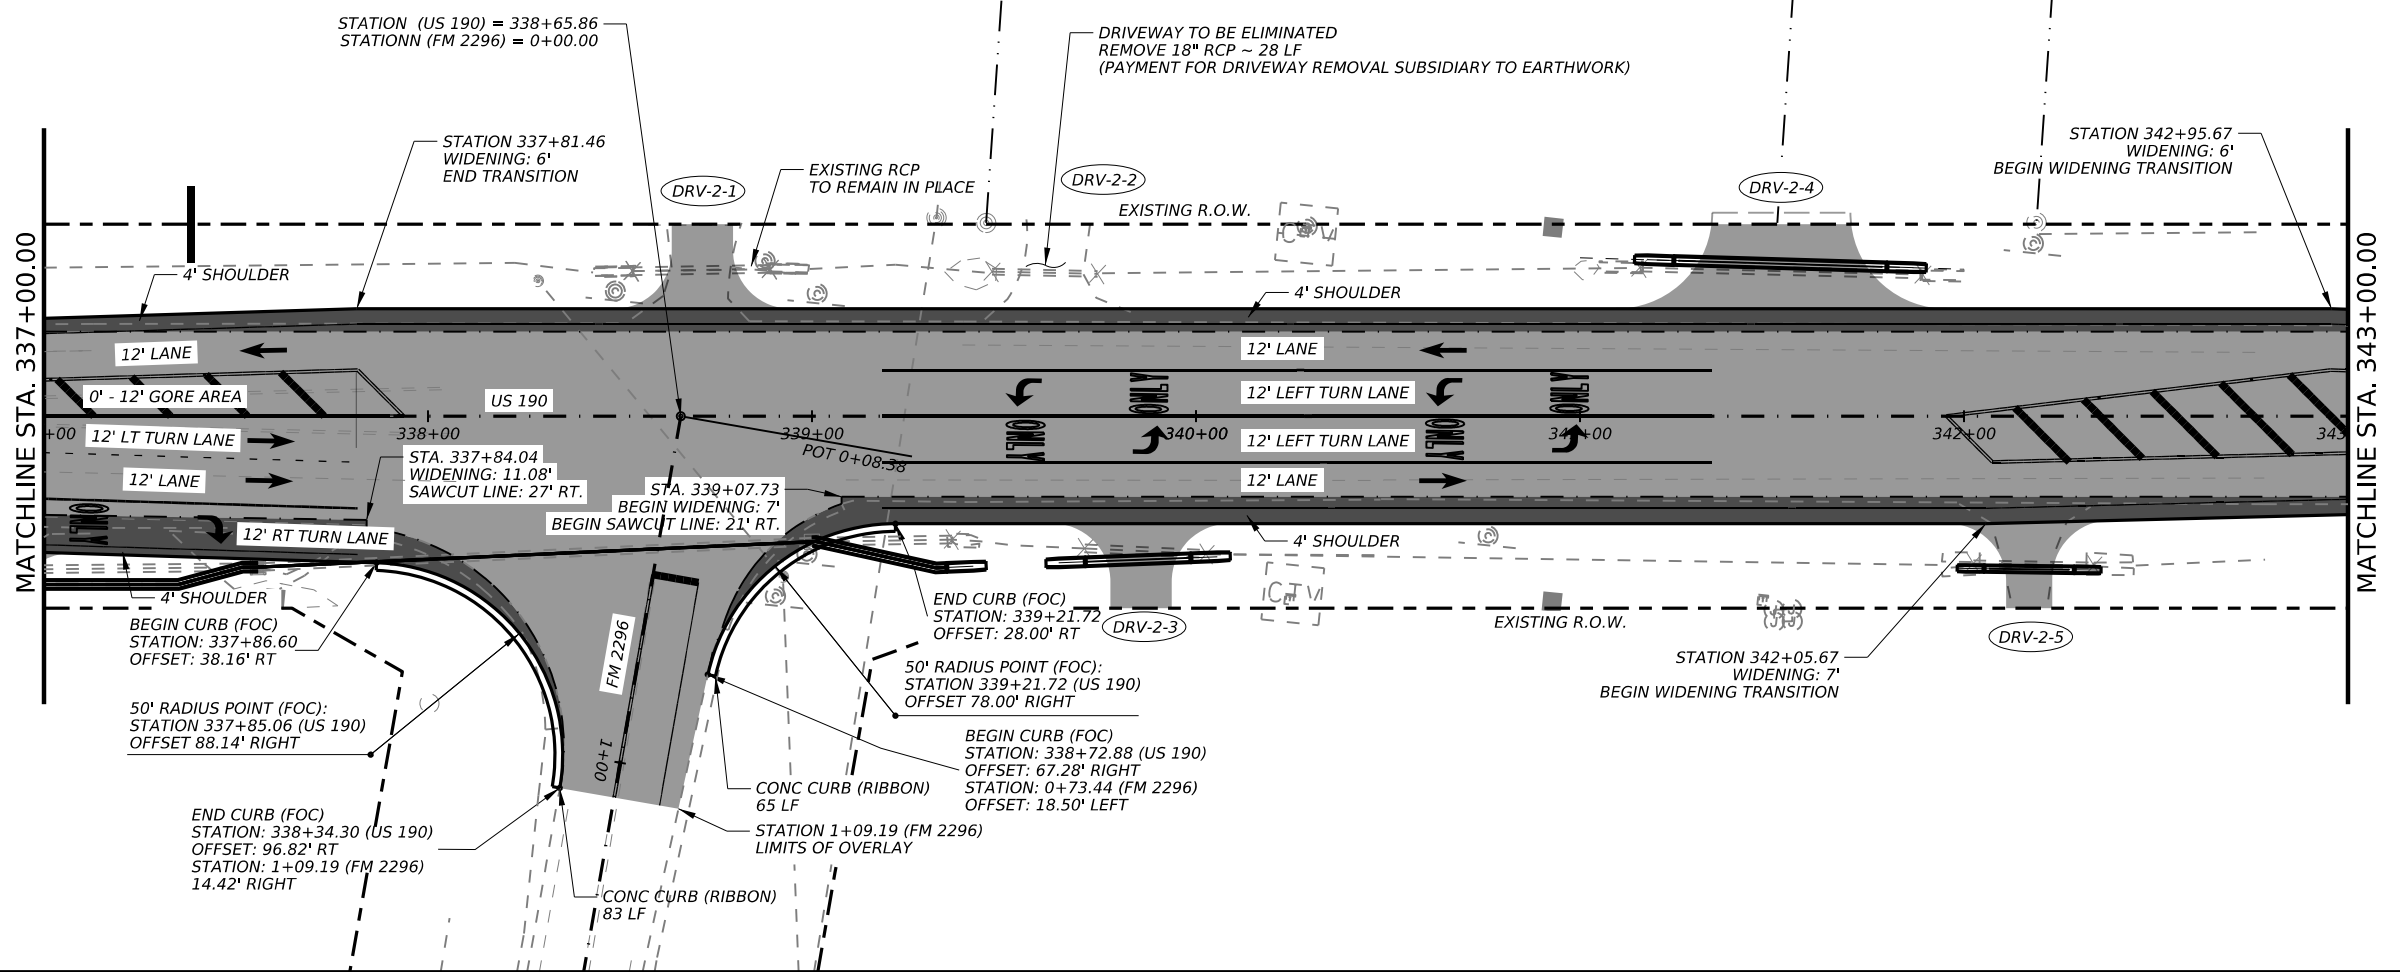 STATION (US 190) = 338+65.86
STATIONN (FM 2296) = 0+00.00
DRIVEWAY TO BE ELIMINATED
REMOVE 18" RCP ~ 28 LF
(PAYMENT FOR DRIVEWAY REMOVAL SUBSIDIARY TO EARTHWORK)
STATION 337+81.46
WIDENING: 6'
END TRANSITION
EXISTING RCP
TO REMAIN IN PLACE
DRV-2-1
DRV-2-2
DRV-2-4
STATION 342+95.67
WIDENING: 6'
BEGIN WIDENING TRANSITION
EXISTING R.O.W.
CTV
MATCHLINE STA. 337+00.00
MATCHLINE STA. 343+00.00
4' SHOULDER
4' SHOULDER
12' LANE
12' LANE
0' - 12' GORE AREA
US 190
12' LEFT TURN LANE
ONLY
ONLY
+00
12' LT TURN LANE
338+00
339+00
340+00
341+00
342+00
343
12' LEFT TURN LANE
ONLY
ONLY
POT 0+08.38
STA. 337+84.04
WIDENING: 11.08'
SAWCUT LINE: 27' RT.
12' LANE
12' LANE
STA. 339+07.73
BEGIN WIDENING: 7'
BEGIN SAWCUT LINE: 21' RT.
ONLY
12' RT TURN LANE
4' SHOULDER
4' SHOULDER
CTV
BEGIN CURB (FOC)
STATION: 337+86.60
OFFSET: 38.16' RT
END CURB (FOC)
STATION: 339+21.72
OFFSET: 28.00' RT
DRV-2-3
EXISTING R.O.W.
DRV-2-5
FM 2296
50' RADIUS POINT (FOC):
STATION 339+21.72 (US 190)
OFFSET 78.00' RIGHT
STATION 342+05.67
WIDENING: 7'
BEGIN WIDENING TRANSITION
50' RADIUS POINT (FOC):
STATION 337+85.06 (US 190)
OFFSET 88.14' RIGHT
1+00
BEGIN CURB (FOC)
STATION: 338+72.88 (US 190)
OFFSET: 67.28' RIGHT
STATION: 0+73.44 (FM 2296)
OFFSET: 18.50' LEFT
CONC CURB (RIBBON)
65 LF
STATION 1+09.19 (FM 2296)
LIMITS OF OVERLAY
END CURB (FOC)
STATION: 338+34.30 (US 190)
OFFSET: 96.82' RT
STATION: 1+09.19 (FM 2296)
14.42' RIGHT
CONC CURB (RIBBON)
83 LF